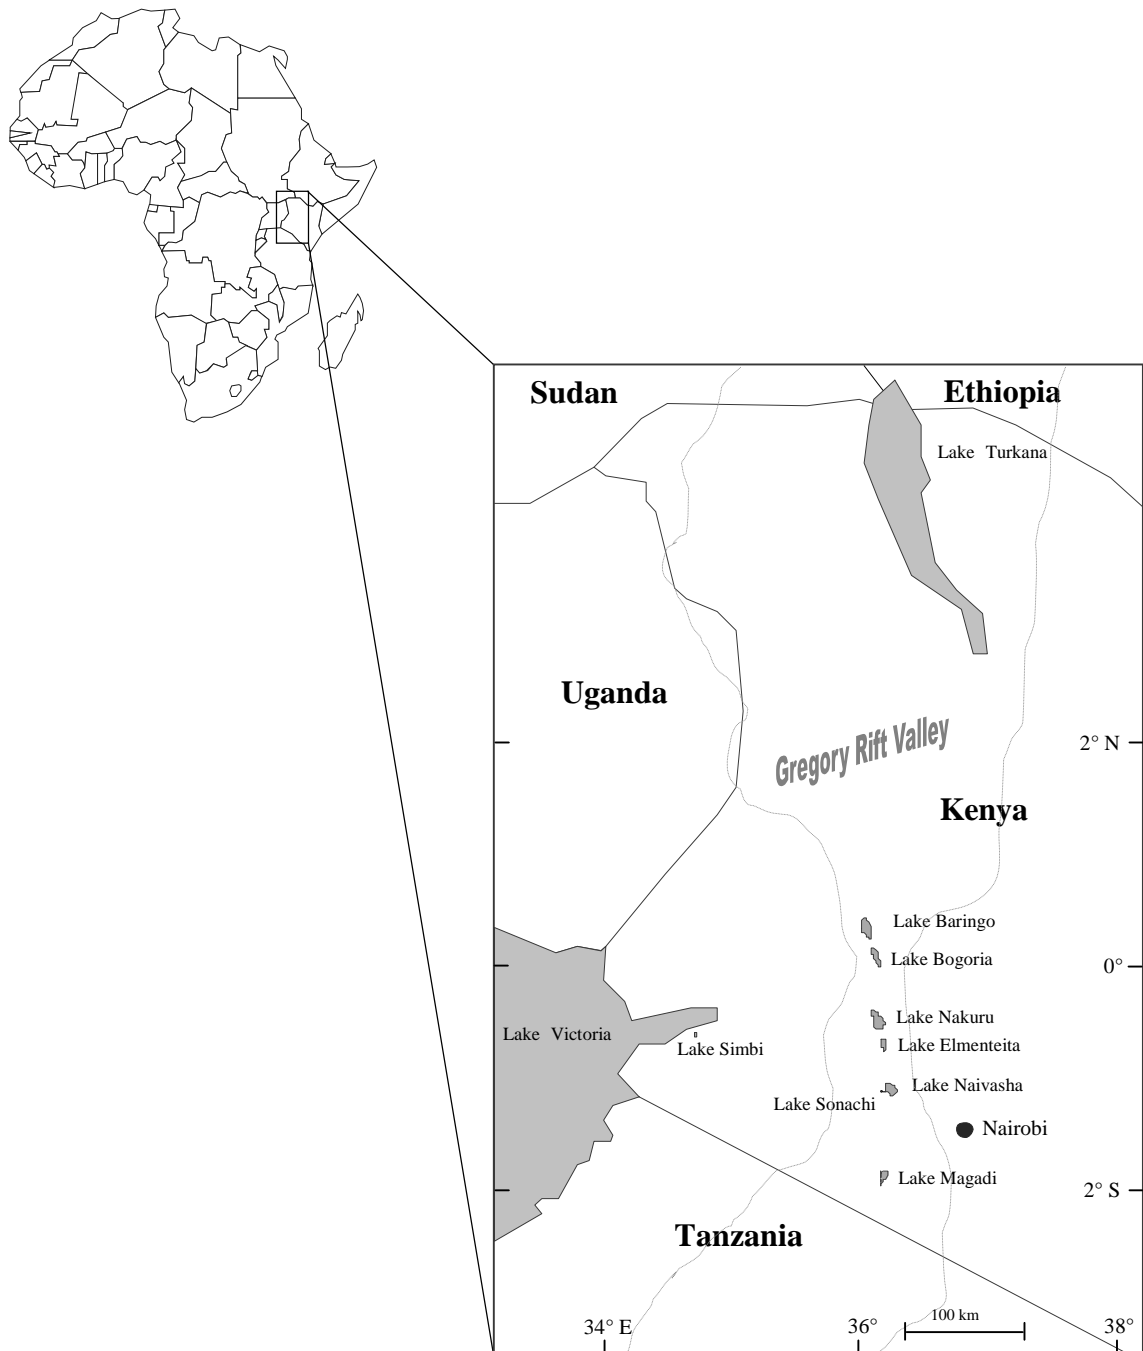 Sudan
Ethiopia
Lake Turkana
Uganda
Gregory Rift Valley
2° N
Kenya
Lake Baringo
Lake Bogoria
0°
Lake Nakuru
Lake Victoria
Lake Simbi
Lake Elmenteita
Lake Naivasha
Lake Sonachi
Nairobi
Lake Magadi
2° S
Tanzania
100 km
34° E
36°
38°